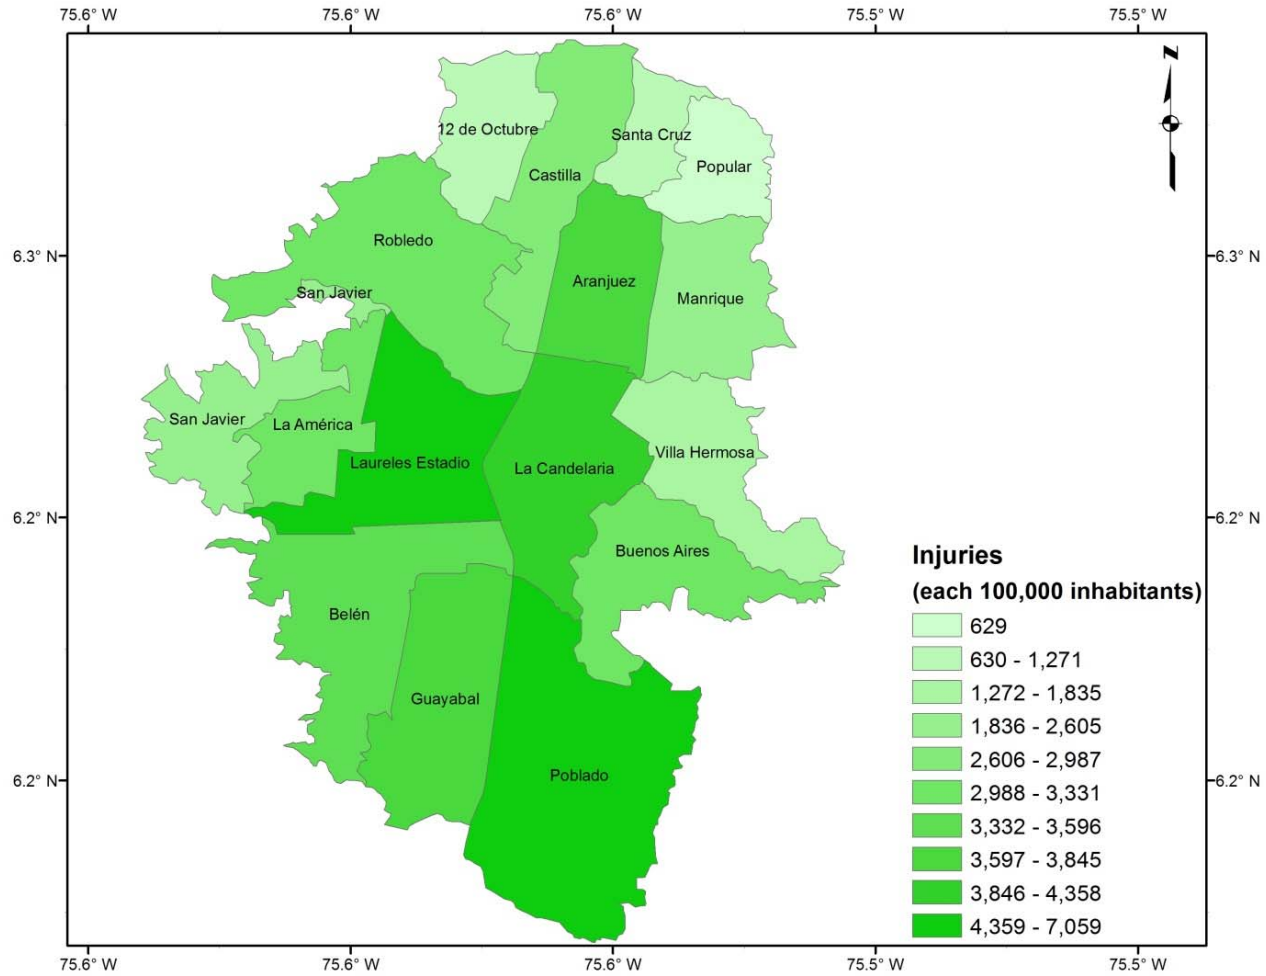 75.6° W 75.6° W 75.6° W 75.5° W 75.5° W
N
12 de Octubre
Santa Cruz
Popular
Castilla
Robledo
6.3° N 6.3° N
Aranjuez
San Javier
Manrique
San Javier
La América
Villa Hermosa
Laureles Estadio
La Candelaria
6.2° N 6.2° N
Buenos Aires
Belén
Guayabal
Poblado
6.2° N 6.2° N
Injuries
(each 100,000 inhabitants)
629
630 - 1,271
1,272 - 1,835
1,836 - 2,605
2,606 - 2,987
2,988 - 3,331
3,332 - 3,596
3,597 - 3,845
3,846 - 4,358
4,359 - 7,059
75.6° W 75.6° W 75.6° W 75.5° W 75.5° W